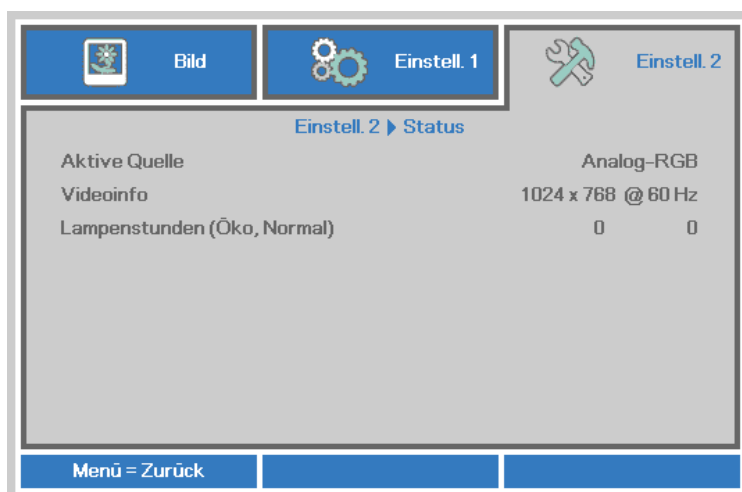 Bild
Einstell. 1
Einstell. 2
Einstell. 2 ▶ Status
Aktive Quelle Analog-RGB
Videoinfo 1024 x 768 @ 60 Hz
Lampenstunden (Öko, Normal) 0 0
Menü = Zurück